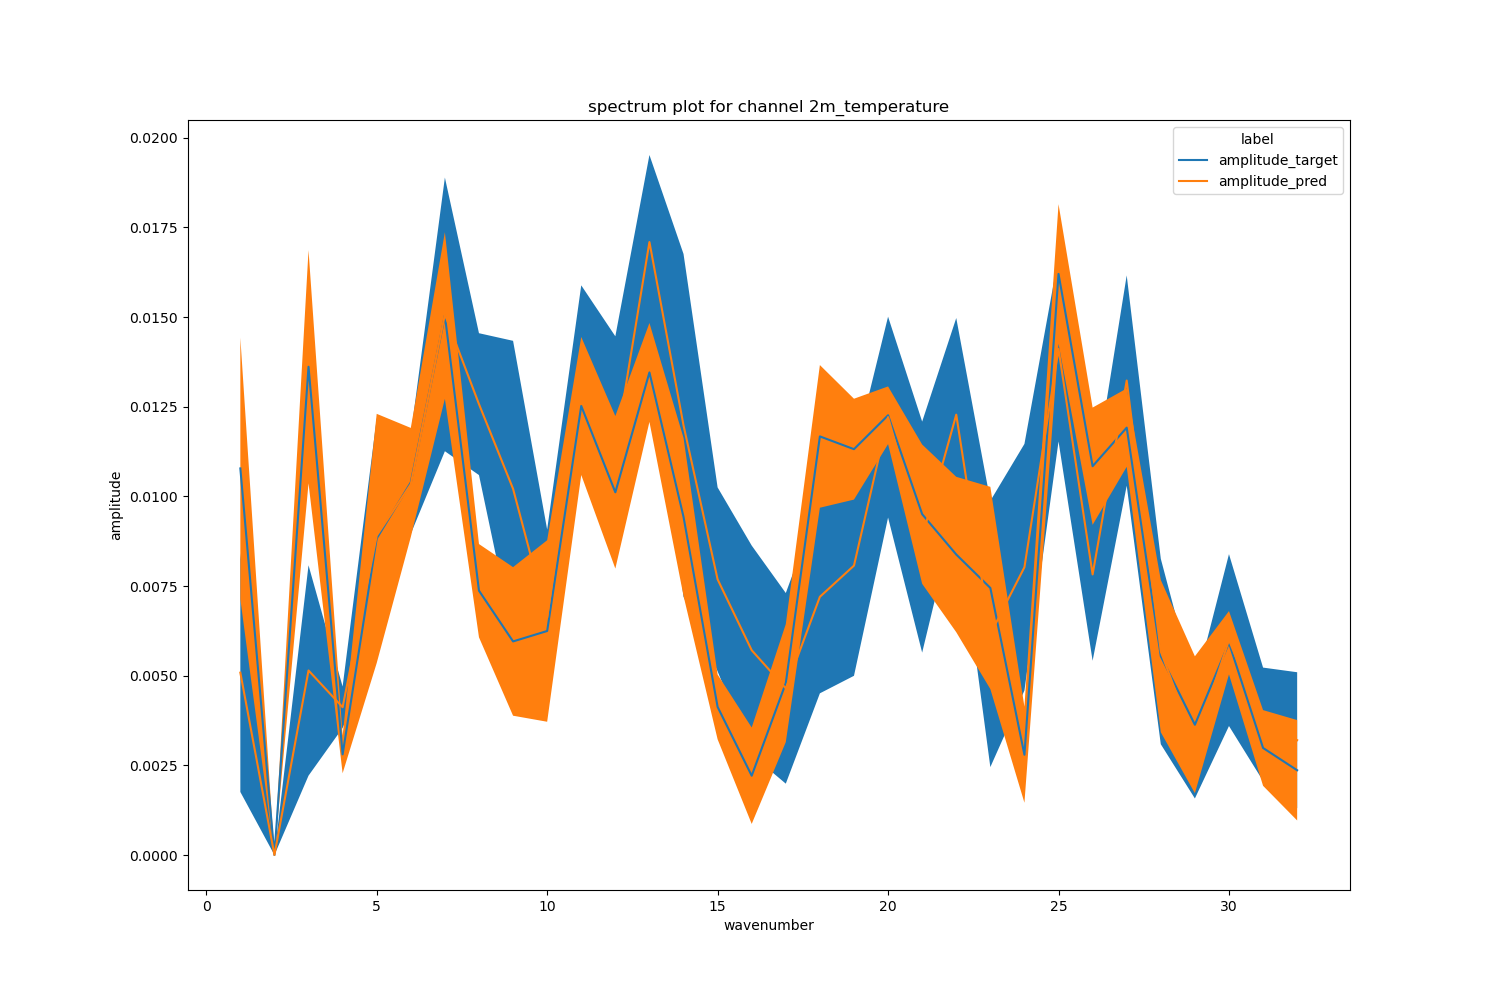 spectrum plot for channel 2m_temperature
label
amplitude_target
amplitude_pred
0.0200
0.0175
0.0150
0.0125
0.0100
0.0075
0.0050
0.0025
0.0000
amplitude
0 5 10 15 20 25 30
wavenumber